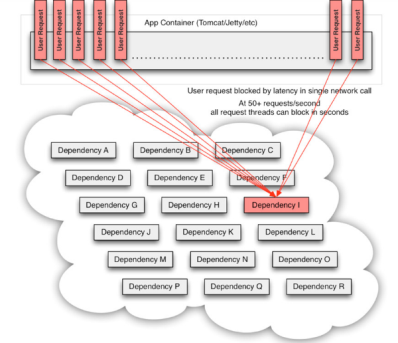 User Request
User Request
User Request
User Request
User Request
User Request
User Request
App Container (Tomcat/Jetty/etc)
User request blocked by latency in single network call
At 50+ requests/second
all request threads can block in seconds
Dependency A Dependency B Dependency C
Dependency D Dependency E Dependency F
Dependency G Dependency H Dependency I
Dependency J Dependency K Dependency L
Dependency M Dependency N Dependency O
Dependency P Dependency Q Dependency R